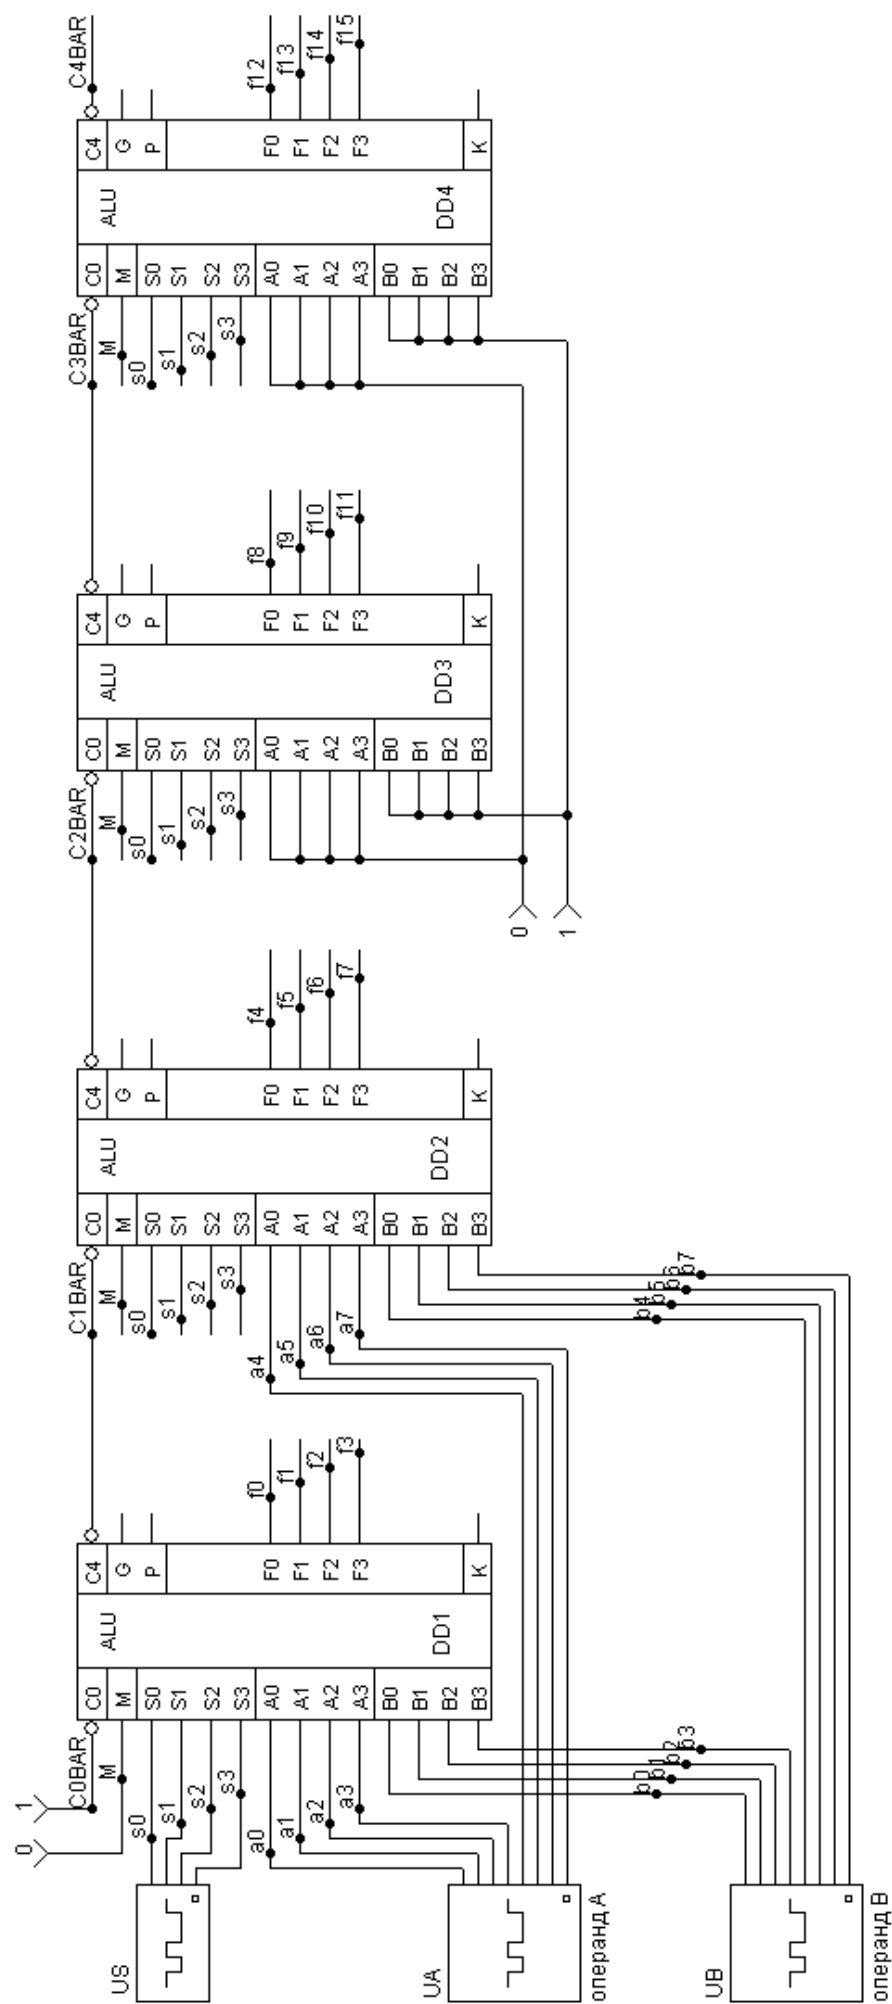 US
UA
операнд А
UB
операнд В
0
1
C0BAR
M
s0
s1
s2
s3
a0
a1
a2
a3
b0
b1
b2
b3
C0
M
S0
S1
S2
S3
A0
A1
A2
A3
B0
B1
B2
B3
ALU
DD1
C4
G
P
F0
F1
F2
F3
K
f0
f1
f2
f3
C1BAR
M
s0
s1
s2
s3
a4
a5
a6
a7
b4
b5
b6
b7
C0
M
S0
S1
S2
S3
A0
A1
A2
A3
B0
B1
B2
B3
ALU
DD2
C4
G
P
F0
F1
F2
F3
K
f4
f5
f6
f7
0
1
C2BAR
M
s0
s1
s2
s3
C0
M
S0
S1
S2
S3
A0
A1
A2
A3
B0
B1
B2
B3
ALU
DD3
C4
G
P
F0
F1
F2
F3
K
f8
f9
f10
f11
C3BAR
M
s0
s1
s2
s3
C0
M
S0
S1
S2
S3
A0
A1
A2
A3
B0
B1
B2
B3
ALU
DD4
C4
G
P
F0
F1
F2
F3
K
C4BAR
f12
f13
f14
f15